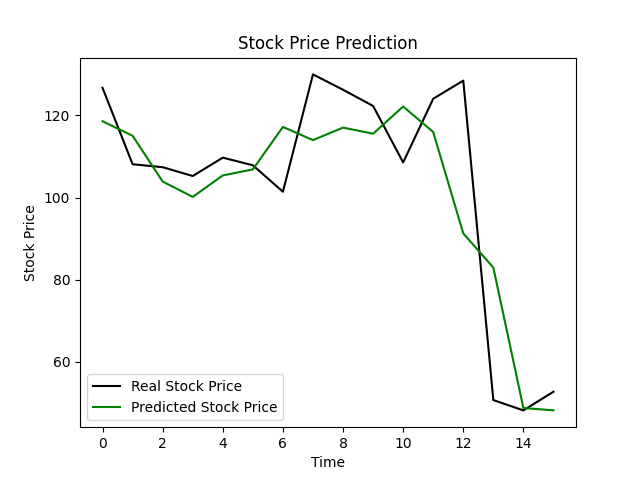 Stock Price Prediction
Stock Price
120
100
80
60
Real Stock Price
Predicted Stock Price
0 2 4 6 8 10 12 14
Time